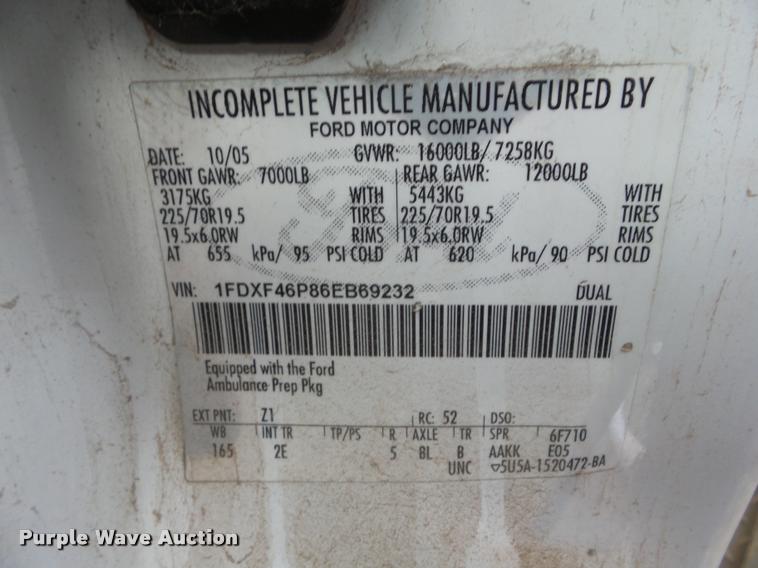 INCOMPLETE VEHICLE MANUFACTURED BY
FORD MOTOR COMPANY
DATE: 10/05 GVWR: 16000LB/ 7258KG
FRONT GAWR: 7000LB REAR GAWR: 12000LB
3175KG WITH 5443KG WITH
225/70R19.5 TIRES 225/70R19.5 TIRES
19.5x6.0RW RIMS 19.5x6.0RW RIMS
AT 655 kPa/ 95 PSI COLD AT 620 kPa/ 90 PSI COLD
VIN: 1FDXF46P86EB69232 DUAL
Equipped with the Ford
Ambulance Prep Pkg
EXT PNT: Z1 RC: 52 DSO:
WB INT TR TP/PS R AXLE TR SPR 6F710
165 2E 5 BL B AAKK E05
UNC ▽5U5A-1520472-BA
Purple Wave Auction